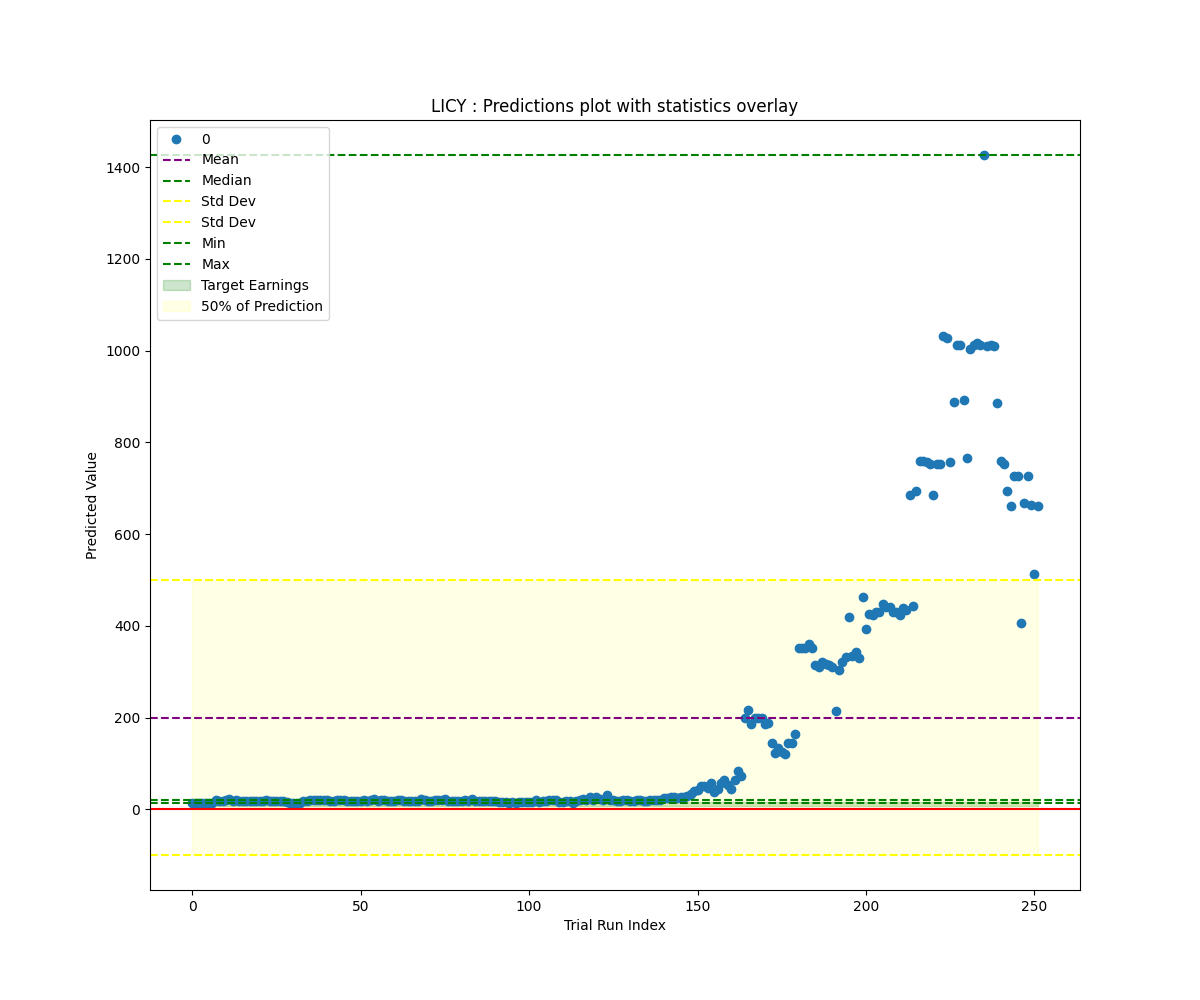 LICY : Predictions plot with statistics overlay
0
Mean
Median
Std Dev
Std Dev
Min
Max
Target Earnings
50% of Prediction
1400
1200
1000
800
600
400
200
0
Predicted Value
0 50 100 150 200 250
Trial Run Index